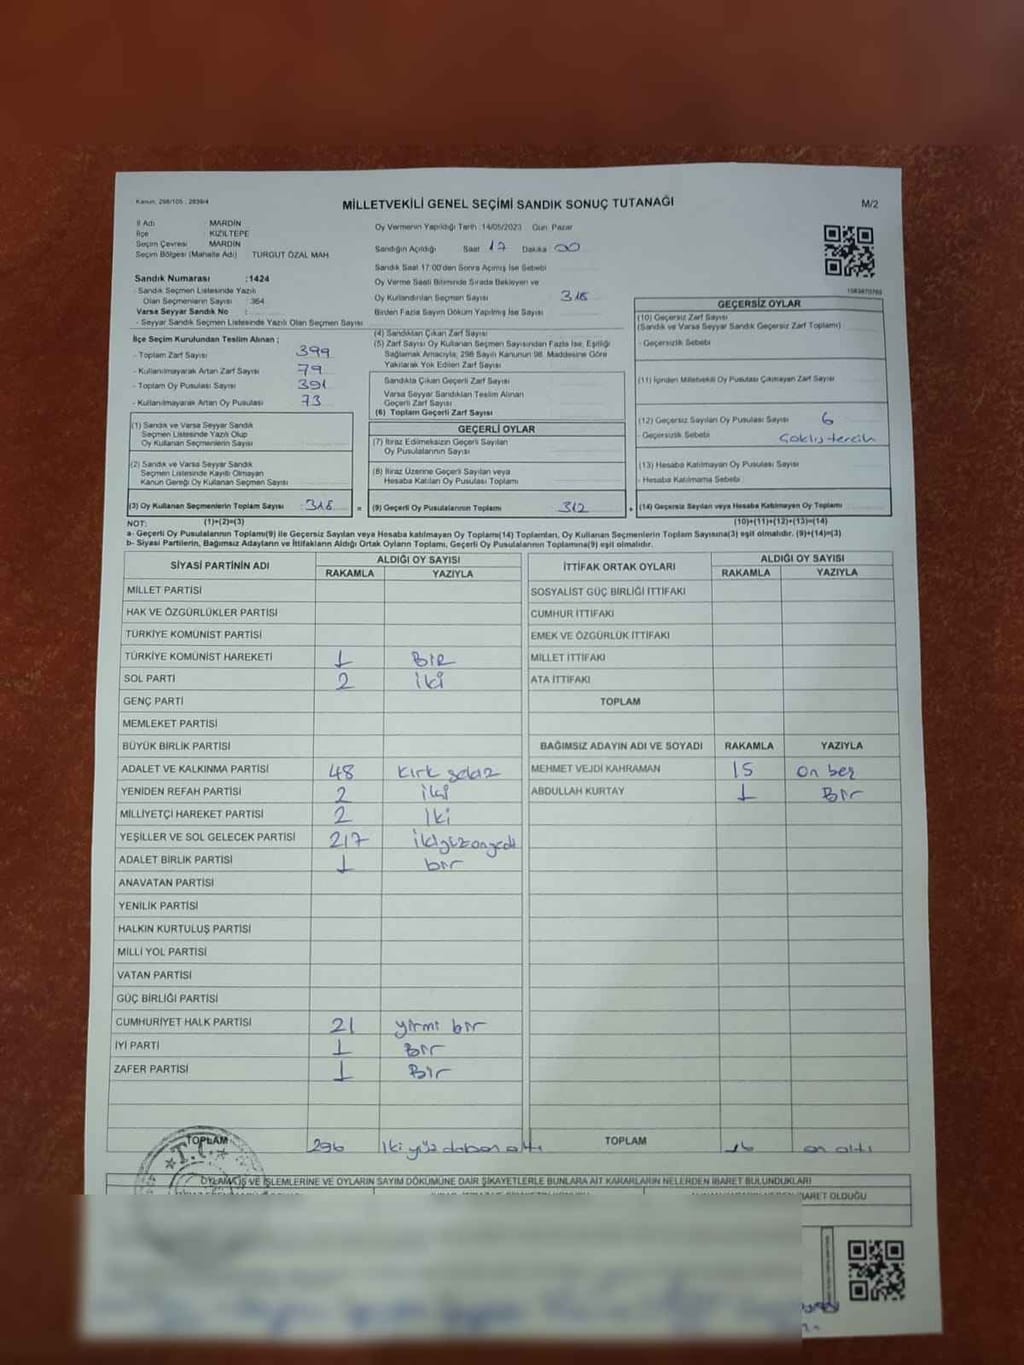 Kanun, 298/105 , 2839/4
MİLLETVEKİLİ GENEL SEÇİMİ SANDIK SONUÇ TUTANAĞI
M/2
İl Adı : MARDİN
İlçe : KIZILTEPE
Seçim Çevresi : MARDİN
Seçim Bölgesi (Mahalle Adı) : TURGUT ÖZAL MAH.
Oy Vermenin Yapıldığı Tarih :14/05/2023 Gün: Pazar
Sandığın Açıldığı Saat 17 Dakika 00
Sandık Saat 17:00'den Sonra Açılmış İse Sebebi
Oy Verme Saati Bitiminde Sırada Bekleyen ve
Oy Kullandırılan Seçmen Sayısı 318
Birden Fazla Sayım Döküm Yapılmış İse Sayısı
Sandık Numarası :1424
- Sandık Seçmen Listesinde Yazılı
Olan Seçmenlerin Sayısı : 364
Varsa Seyyar Sandık No :
- Seyyar Sandık Seçmen Listesinde Yazılı Olan Seçmen Sayısı
İlçe Seçim Kurulundan Teslim Alınan ;
- Toplam Zarf Sayısı 399
- Kullanılmayarak Artan Zarf Sayısı 79
- Toplam Oy Pusulası Sayısı 391
- Kullanılmayarak Artan Oy Pusulası 73
(1) Sandık ve Varsa Seyyar Sandık
Seçmen Listesinde Yazılı Olup
Oy Kullanan Seçmenlerin Sayısı
(2) Sandık ve Varsa Seyyar Sandık
Seçmen Listesinde Kayıtlı Olmayan
Kanun Gereği Oy Kullanan Seçmen Sayısı
(3) Oy Kullanan Seçmenlerin Toplam Sayısı 318 =
(1)+(2)=(3)
(4) Sandıktan Çıkan Zarf Sayısı
(5) Zarf Sayısı Oy Kullanan Seçmen Sayısından Fazla İse, Eşitliği
Sağlamak Amacıyla, 298 Sayılı Kanunun 98. Maddesine Göre
Yakılarak Yok Edilen Zarf Sayısı
Sandıkta Çıkan Geçerli Zarf Sayısı
Varsa Seyyar Sandıktan Teslim Alınan
Geçerli Zarf Sayısı
(6) Toplam Geçerli Zarf Sayısı
GEÇERLİ OYLAR
(7) İtiraz Edilmeksizin Geçerli Sayılan
Oy Pusulalarının Sayısı
(8) İtiraz Üzerine Geçerli Sayılan veya
Hesaba Katılan Oy Pusulası Toplamı
(9) Geçerli Oy Pusulalarının Toplamı 312 +
GEÇERSİZ OYLAR
(10) Geçersiz Zarf Sayısı
(Sandık ve Varsa Seyyar Sandık Geçersiz Zarf Toplamı)
- Geçersizlik Sebebi
(11) İçinden Milletvekili Oy Pusulası Çıkmayan Zarf Sayısı
(12) Geçersiz Sayılan Oy Pusulası Sayısı 6
- Geçersizlik Sebebi
(13) Hesaba Katılmayan Oy Pusulası Sayısı
- Hesaba Katılmama Sebebi
(14) Geçersiz Sayılan veya Hesaba Katılmayan Oy Toplamı
(10)+(11)+(12)+(13)=(14)
NOT:
a- Geçerli Oy Pusulalarının Toplamı(9) ile Geçersiz Sayılan veya Hesaba katılmayan Oy Toplamı(14) Toplamları, Oy Kullanan Seçmenlerin Toplam Sayısına(3) eşit olmalıdır. (9)+(14)=(3)
b- Siyasi Partilerin, Bağımsız Adayların ve İttifakların Aldığı Ortak Oyların Toplamı, Geçerli Oy Pusulalarının Toplamına(9) eşit olmalıdır.
SİYASİ PARTİNİN ADI ALDIĞI OY SAYISI
RAKAMLA YAZIYLA
MİLLET PARTİSİ
HAK VE ÖZGÜRLÜKLER PARTİSİ
TÜRKİYE KOMÜNİST PARTİSİ
TÜRKİYE KOMÜNİST HAREKETİ 1 BİR
SOL PARTİ 2 iki
GENÇ PARTİ
MEMLEKET PARTİSİ
BÜYÜK BİRLİK PARTİSİ
ADALET VE KALKINMA PARTİSİ 48 kırk sekiz
YENİDEN REFAH PARTİSİ 2 iki
MİLLİYETÇİ HAREKET PARTİSİ 2 iki
YEŞİLLER VE SOL GELECEK PARTİSİ 217 ikiyüzonyedi
ADALET BİRLİK PARTİSİ 1 bir
ANAVATAN PARTİSİ
YENİLİK PARTİSİ
HALKIN KURTULUŞ PARTİSİ
MİLLİ YOL PARTİSİ
VATAN PARTİSİ
GÜÇ BİRLİĞİ PARTİSİ
CUMHURİYET HALK PARTİSİ 21 yirmi bir
İYİ PARTİ 1 Bir
ZAFER PARTİSİ 1 Bir
TOPLAM 296 İki yüz doksan altı
İTTİFAK ORTAK OYLARI ALDIĞI OY SAYISI
RAKAMLA YAZIYLA
SOSYALİST GÜÇ BİRLİĞİ İTTİFAKI
CUMHUR İTTİFAKI
EMEK VE ÖZGÜRLÜK İTTİFAKI
MİLLET İTTİFAKI
ATA İTTİFAKI
TOPLAM
BAĞIMSIZ ADAYIN ADI VE SOYADI RAKAMLA YAZIYLA
MEHMET VEJDİ KAHRAMAN 15 on beş
ABDULLAH KURTAY 1 Bir
TOPLAM 16 on altı
T.C.
OYLAMA İŞ VE İŞLEMLERİNE VE OYLARIN SAYIM DÖKÜMÜNE DAİR ŞİKAYETLERLE BUNLARA AİT KARARLARIN NELERDEN İBARET BULUNDUKLARI
İBARET OLDUĞU